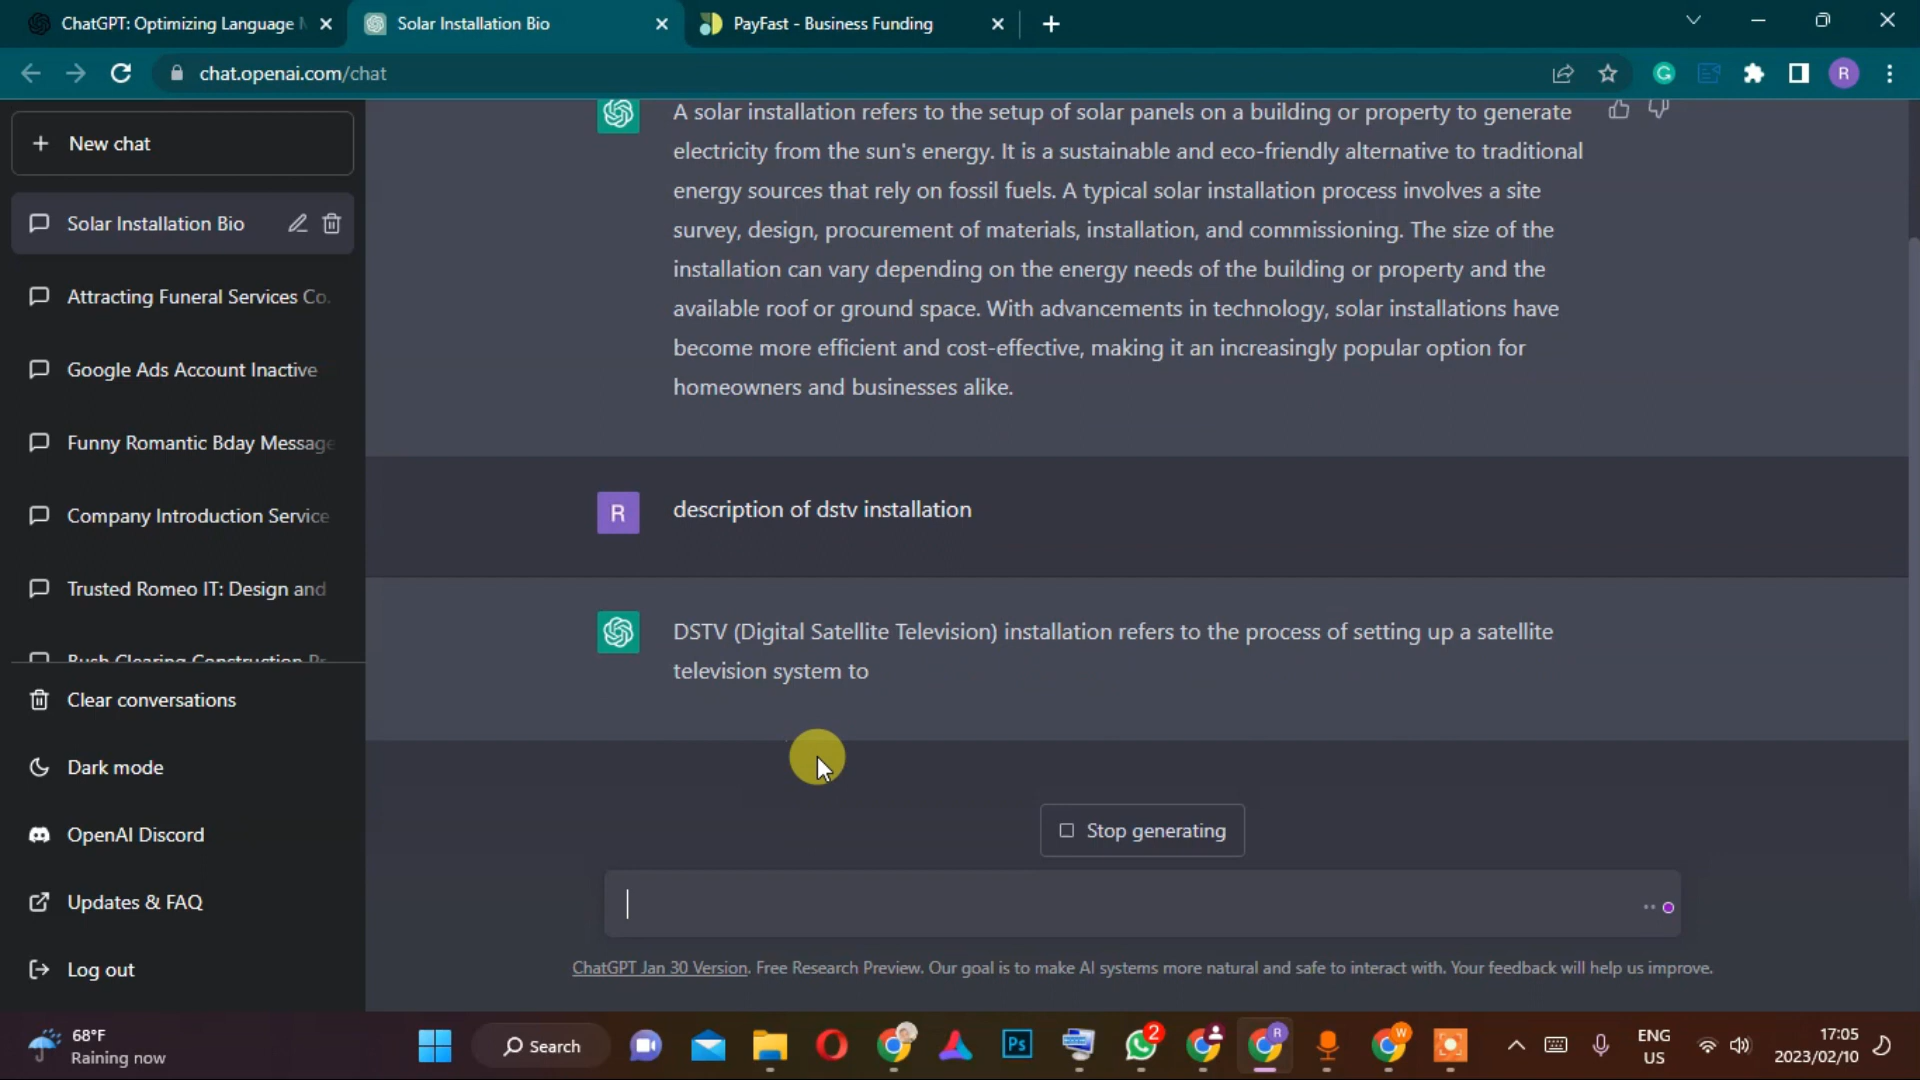 ChatGPT: Optimizing Language
Solar Installation Bio
PayFast - Business Funding
chat.openai.com/chat
R
New chat
Solar Installation Bio
Attracting Funeral Services Co.
Google Ads Account Inactive
Funny Romantic Bday Message
Company Introduction Service
Trusted Romeo IT: Design and
Bush Clearing Construction
Clear conversations
Dark mode
OpenAI Discord
Updates & FAQ
Log out
A solar installation refers to the setup of solar panels on a building or property to generate
electricity from the sun's energy. It is a sustainable and eco-friendly alternative to traditional
energy sources that rely on fossil fuels. A typical solar installation process involves a site
survey, design, procurement of materials, installation, and commissioning. The size of the
installation can vary depending on the energy needs of the building or property and the
available roof or ground space. With advancements in technology, solar installations have
become more efficient and cost-effective, making it an increasingly popular option for
homeowners and businesses alike.
R
description of dstv installation
DSTV (Digital Satellite Television) installation refers to the process of setting up a satellite
television system to
Stop generating
ChatGPT Jan 30 Version. Free Research Preview. Our goal is to make AI systems more natural and safe to interact with. Your feedback will help us improve.
68°F
Raining now
Search
Ps
2
R
W
ENG
US
17:05
2023/02/10